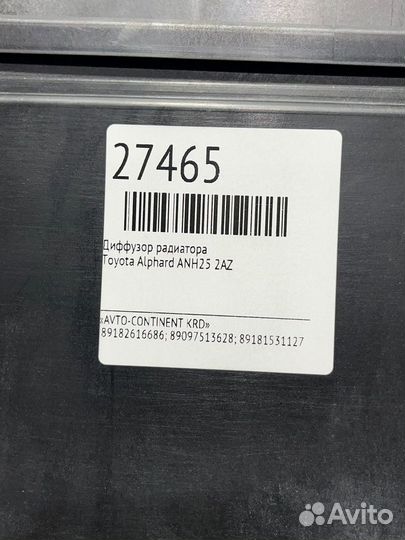 27465
Диффузор радиатора
Toyota Alphard ANH25 2AZ
«AVTO-CONTINENT KRD»
89182616686; 89097513628; 89181531127
Avito